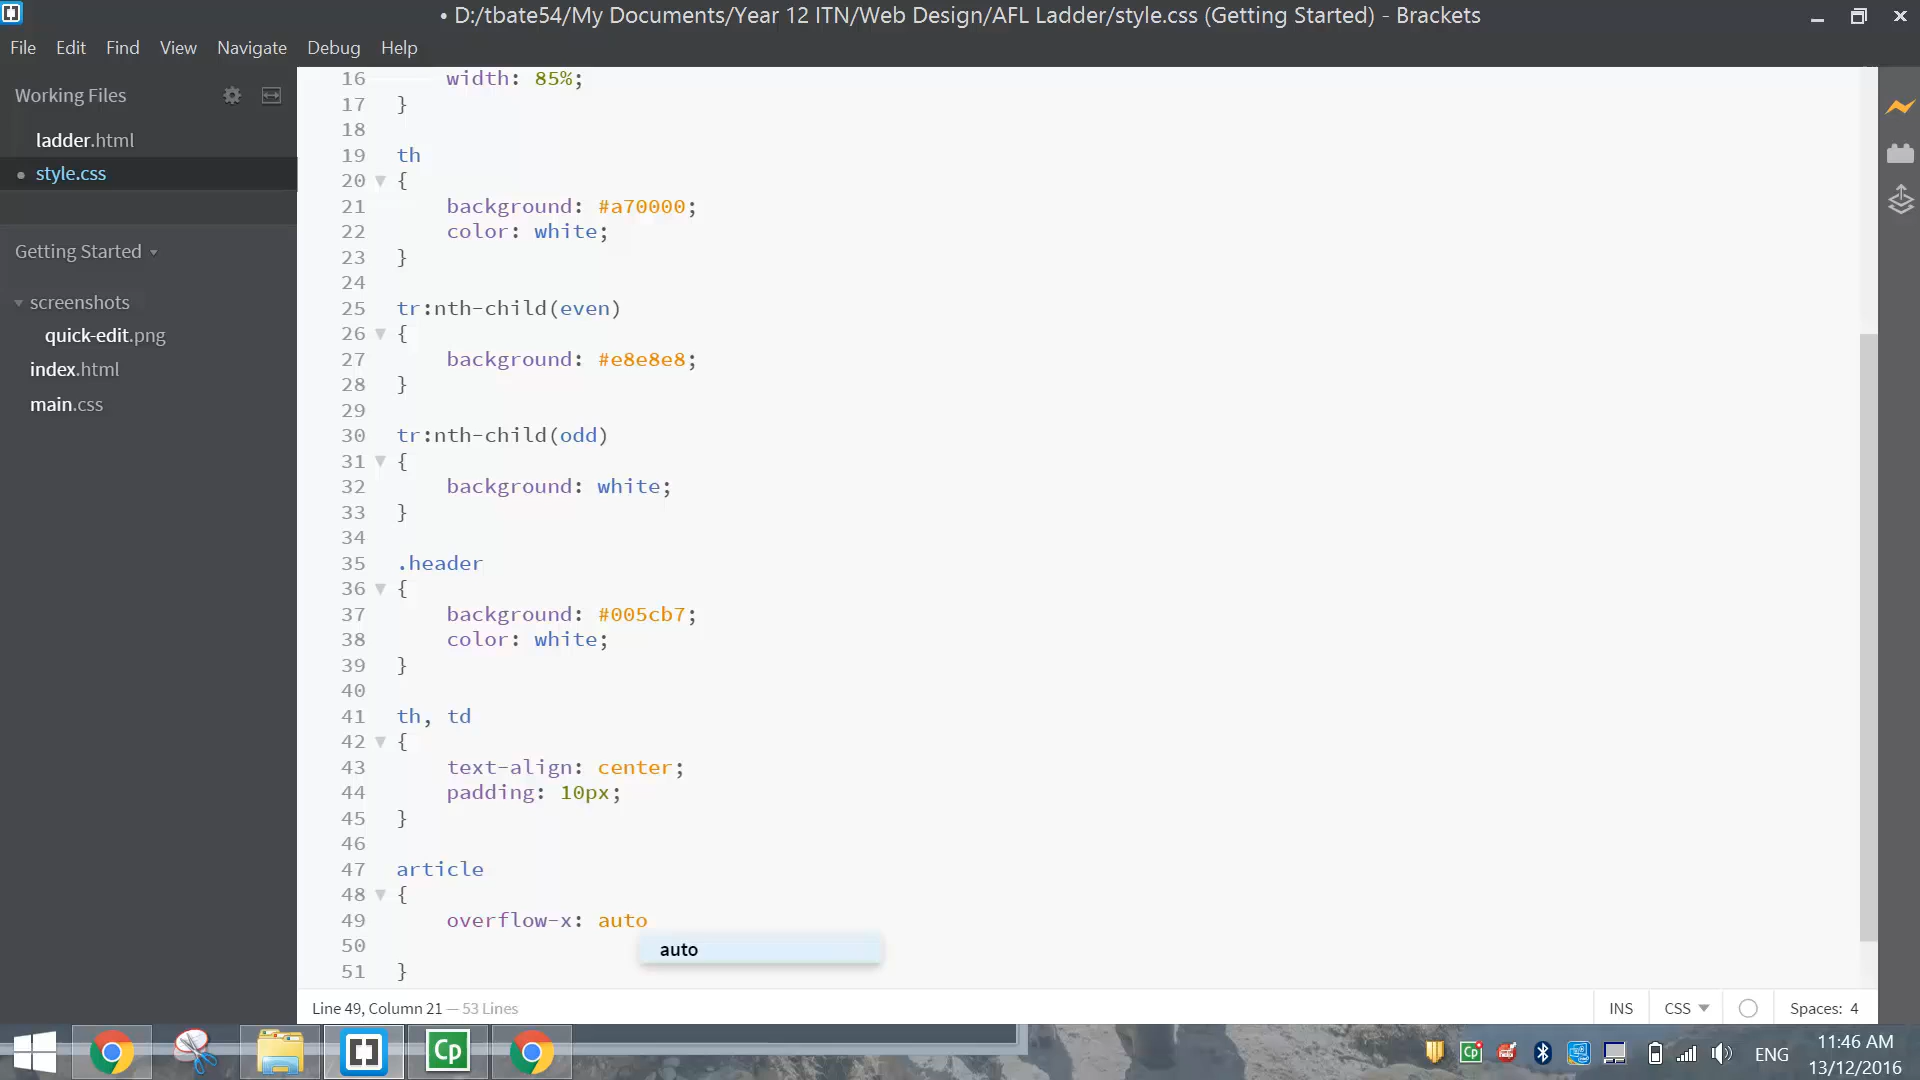 • D:/tbate54/My Documents/Year 12 ITN/Web Design/AFL Ladder/style.css (Getting Started) - Brackets
File Edit Find View Navigate Debug Help
Working Files
ladder.html
style.css
Getting Started
screenshots
quick-edit.png
index.html
main.css
16 width: 85%;
17 }
18
19 th
20 {
21 background: #a70000;
22 color: white;
23 }
24
25 tr:nth-child(even)
26 {
27 background: #e8e8e8;
28 }
29
30 tr:nth-child(odd)
31 {
32 background: white;
33 }
34
35 .header
36 {
37 background: #005cb7;
38 color: white;
39 }
40
41 th, td
42 {
43 text-align: center;
44 padding: 10px;
45 }
46
47 article
48 {
49 overflow-x: auto
auto
50
51 }
Line 49, Column 21 — 53 Lines
INS CSS Spaces: 4
Cp
Cp
ENG
11:46 AM
13/12/2016